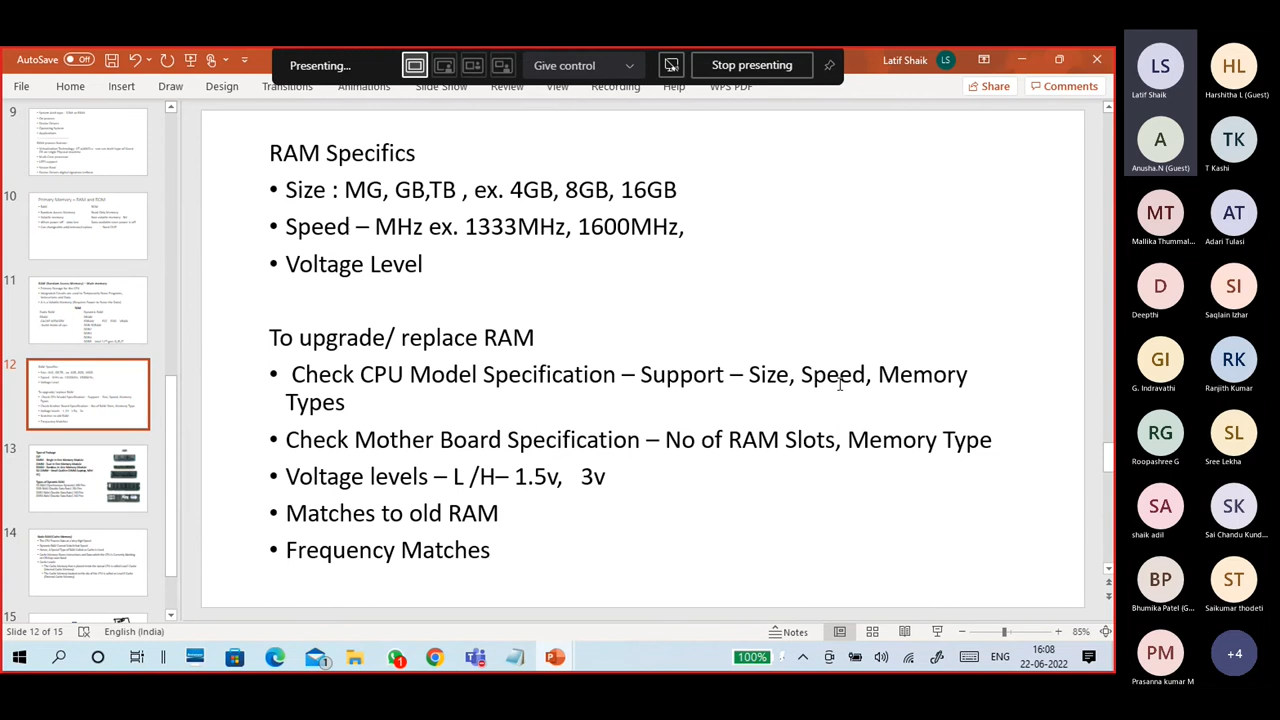 AutoSave Off
Presenting...
Give control
Stop presenting
Latif Shaik LS
File Home Insert Draw Design Transitions Animations Slide Show Review View Recording Help WPS PDF
Share Comments
9
10
Primary Memory – RAM and ROM
11
12
13
14
15
RAM Specifics
• Size : MG, GB,TB , ex. 4GB, 8GB, 16GB
• Speed – MHz ex. 1333MHz, 1600MHz,
• Voltage Level
To upgrade/ replace RAM
• Check CPU Model Specification – Support – Size, Speed, Memory
Types
• Check Mother Board Specification – No of RAM Slots, Memory Type
• Voltage levels – L /H– 1.5v, 3v
• Matches to old RAM
• Frequency Matches
Slide 12 of 15 English (India)
Notes
85%
100%
ENG
16:08
22-06-2022
LS
Latif Shaik
HL
Harshitha L (Guest)
A
Anusha.N (Guest)
TK
T Kashi
MT
Mallika Thummal...
AT
Adari Tulasi
D
Deepthi
SI
Saqlain Izhar
GI
G. Indravathi
RK
Ranjith Kumar
RG
Roopashree G
SL
Sree Lekha
SA
shaik adil
SK
Sai Chandu Kund...
BP
Bhumika Patel (G...
ST
Saikumar thodeti
PM
Prasanna kumar M
+4